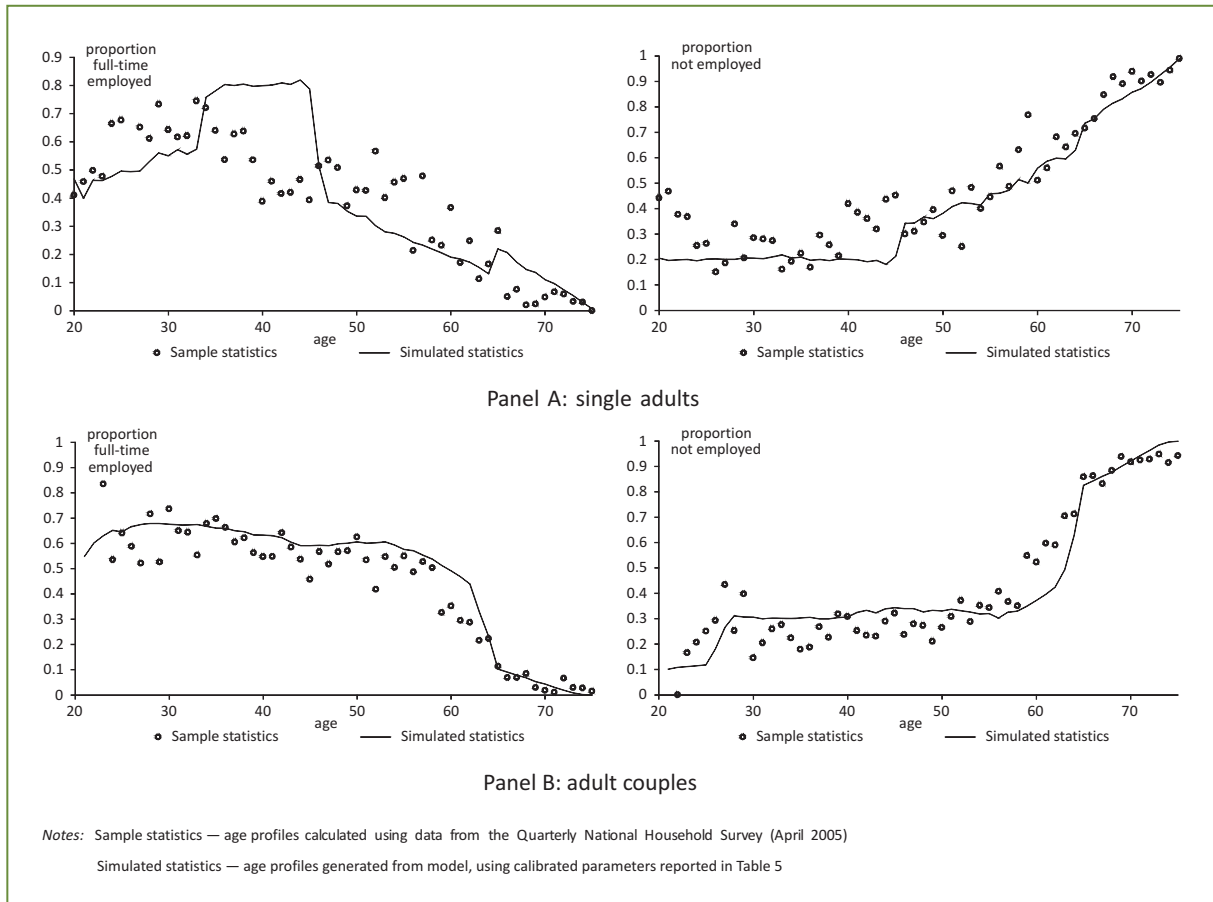 proportion
full-time
employed
0.9
0.8
0.7
0.6
0.5
0.4
0.3
0.2
0.1
0
20 30 40 50 60 70
age
Sample statistics Simulated statistics
proportion
not employed
1
0.9
0.8
0.7
0.6
0.5
0.4
0.3
0.2
0.1
0
20 30 40 50 60 70
age
Sample statistics Simulated statistics
Panel A: single adults
proportion
full-time
employed
1
0.9
0.8
0.7
0.6
0.5
0.4
0.3
0.2
0.1
0
20 30 40 50 60 70
age
Sample statistics Simulated statistics
proportion
not employed
1
0.9
0.8
0.7
0.6
0.5
0.4
0.3
0.2
0.1
0
20 30 40 50 60 70
age
Sample statistics Simulated statistics
Panel B: adult couples
Notes: Sample statistics — age profiles calculated using data from the Quarterly National Household Survey (April 2005)
Simulated statistics — age profiles generated from model, using calibrated parameters reported in Table 5